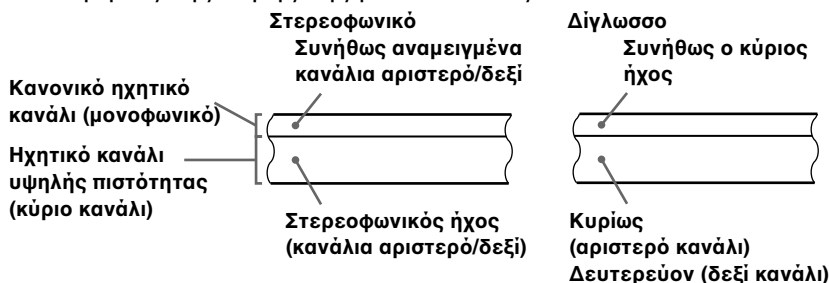 Στερεοφωνικό
Συνήθως αναμειγμένα
κανάλια αριστερό/δεξί
Δίγλωσσο
Συνήθως ο κύριος
ήχος
Κανονικό ηχητικό
κανάλι (μονοφωνικό)
Ηχητικό κανάλι
υψηλής πιστότητας
(κύριο κανάλι)
Στερεοφωνικός ήχος
(κανάλια αριστερό/δεξί)
Κυρίως
(αριστερό κανάλι)
Δευτερεύον (δεξί κανάλι)